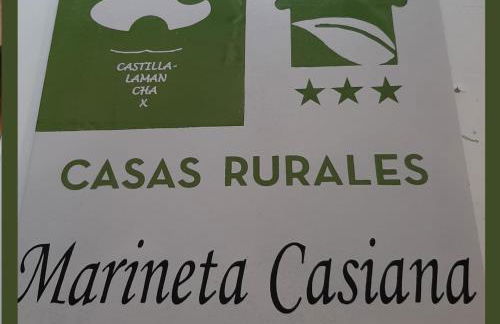 CASTILLA-
LAMAN
CHA
X
CASAS RURALES
Marineta Casiana